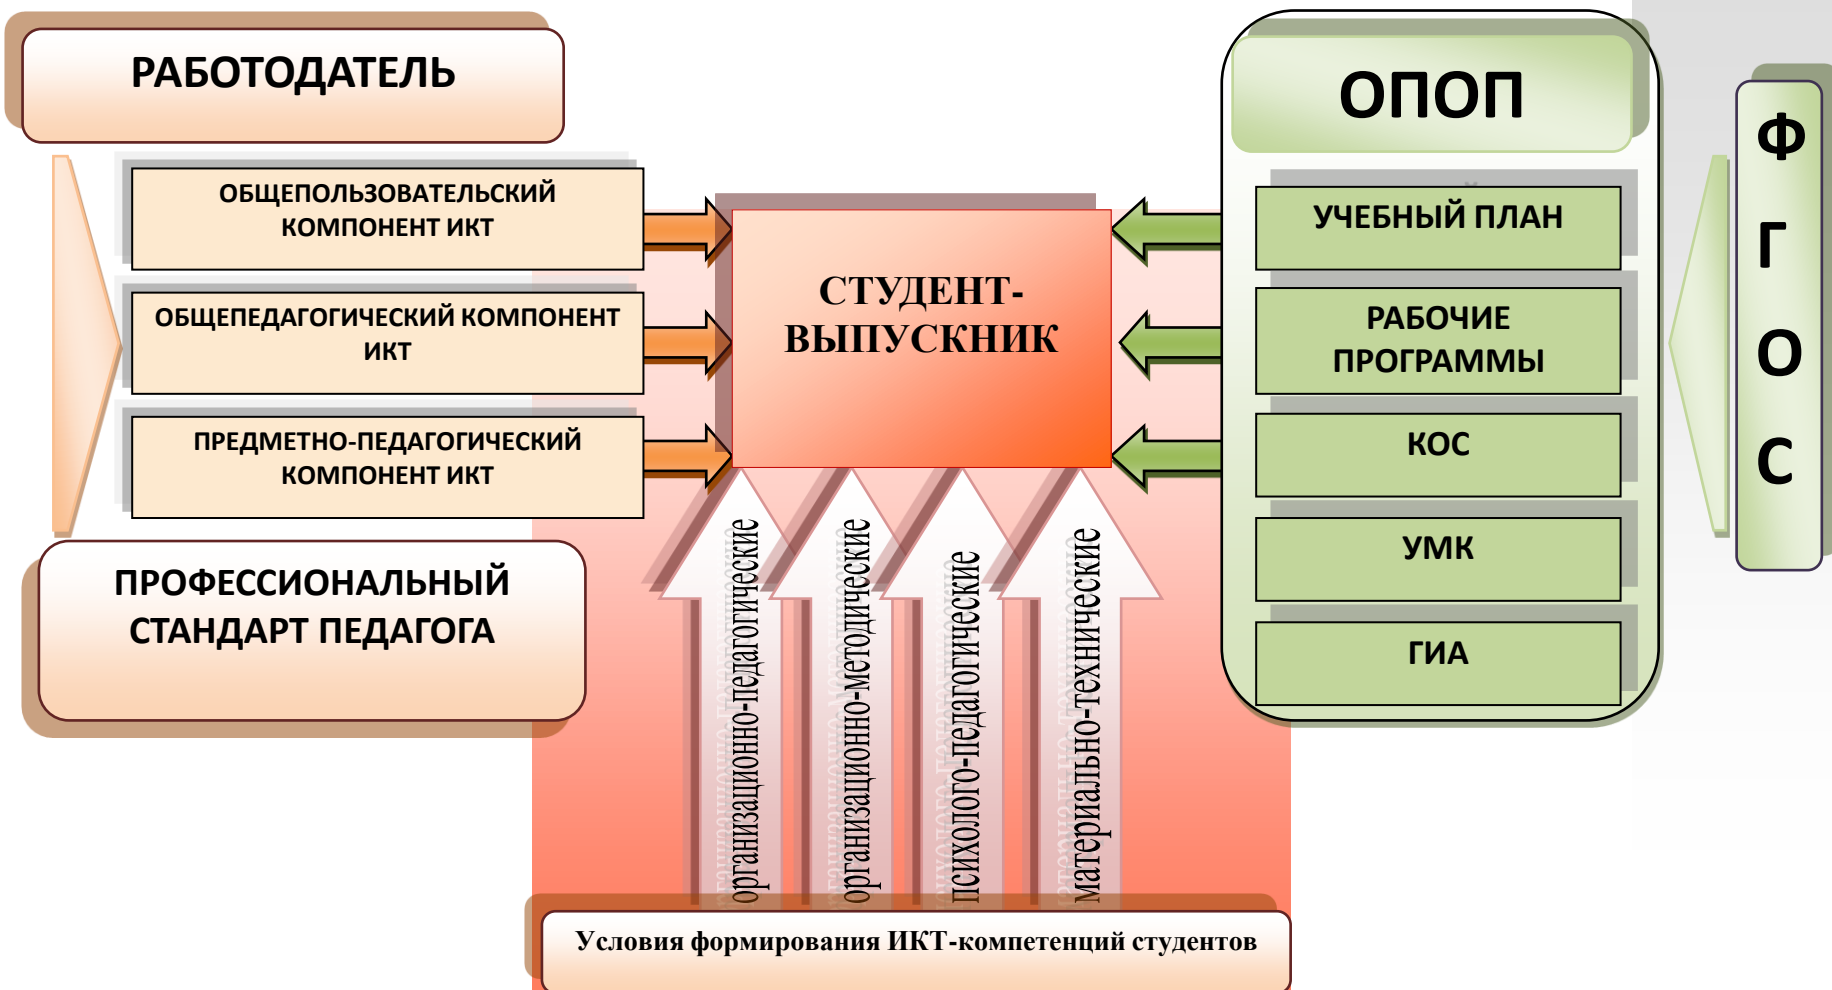 РАБОТОДАТЕЛЬ
ОБЩЕПОЛЬЗОВАТЕЛЬСКИЙ
КОМПОНЕНТ ИКТ
ОБЩЕПЕДАГОГИЧЕСКИЙ КОМПОНЕНТ
ИКТ
ПРЕДМЕТНО-ПЕДАГОГИЧЕСКИЙ
КОМПОНЕНТ ИКТ
ПРОФЕССИОНАЛЬНЫЙ
СТАНДАРТ ПЕДАГОГА
СТУДЕНТ-
ВЫПУСКНИК
организационно-педагогические
организационно-методические
психолого-педагогические
материально-технические
Условия формирования ИКТ-компетенций студентов
ОПОП
УЧЕБНЫЙ ПЛАН
РАБОЧИЕ
ПРОГРАММЫ
КОС
УМК
ГИА
Ф
Г
О
С